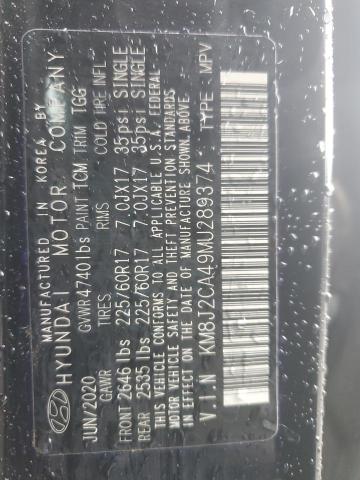 MANUFACTURED IN KOREA BY
HYUNDAI MOTOR COMPANY
JUN/2020 GVWR4740lbs PAINT TCM TRIM TGG
GAWR TIRES RIMS COLD TIRE INFL
FRONT 2646 lbs 225/60R17 7.0JX17 35psi SINGLE
REAR 2535 lbs 225/60R17 7.0JX17 35psi SINGLE
THIS VEHICLE CONFORMS TO ALL APPLICABLE U.S.A. FEDERAL
MOTOR VEHICLE SAFETY AND THEFT PREVENTION STANDARDS
IN EFFECT ON THE DATE OF MANUFACTURE SHOWN ABOVE
V.I.N KM8J2CA49MU289374 TYPE MPV